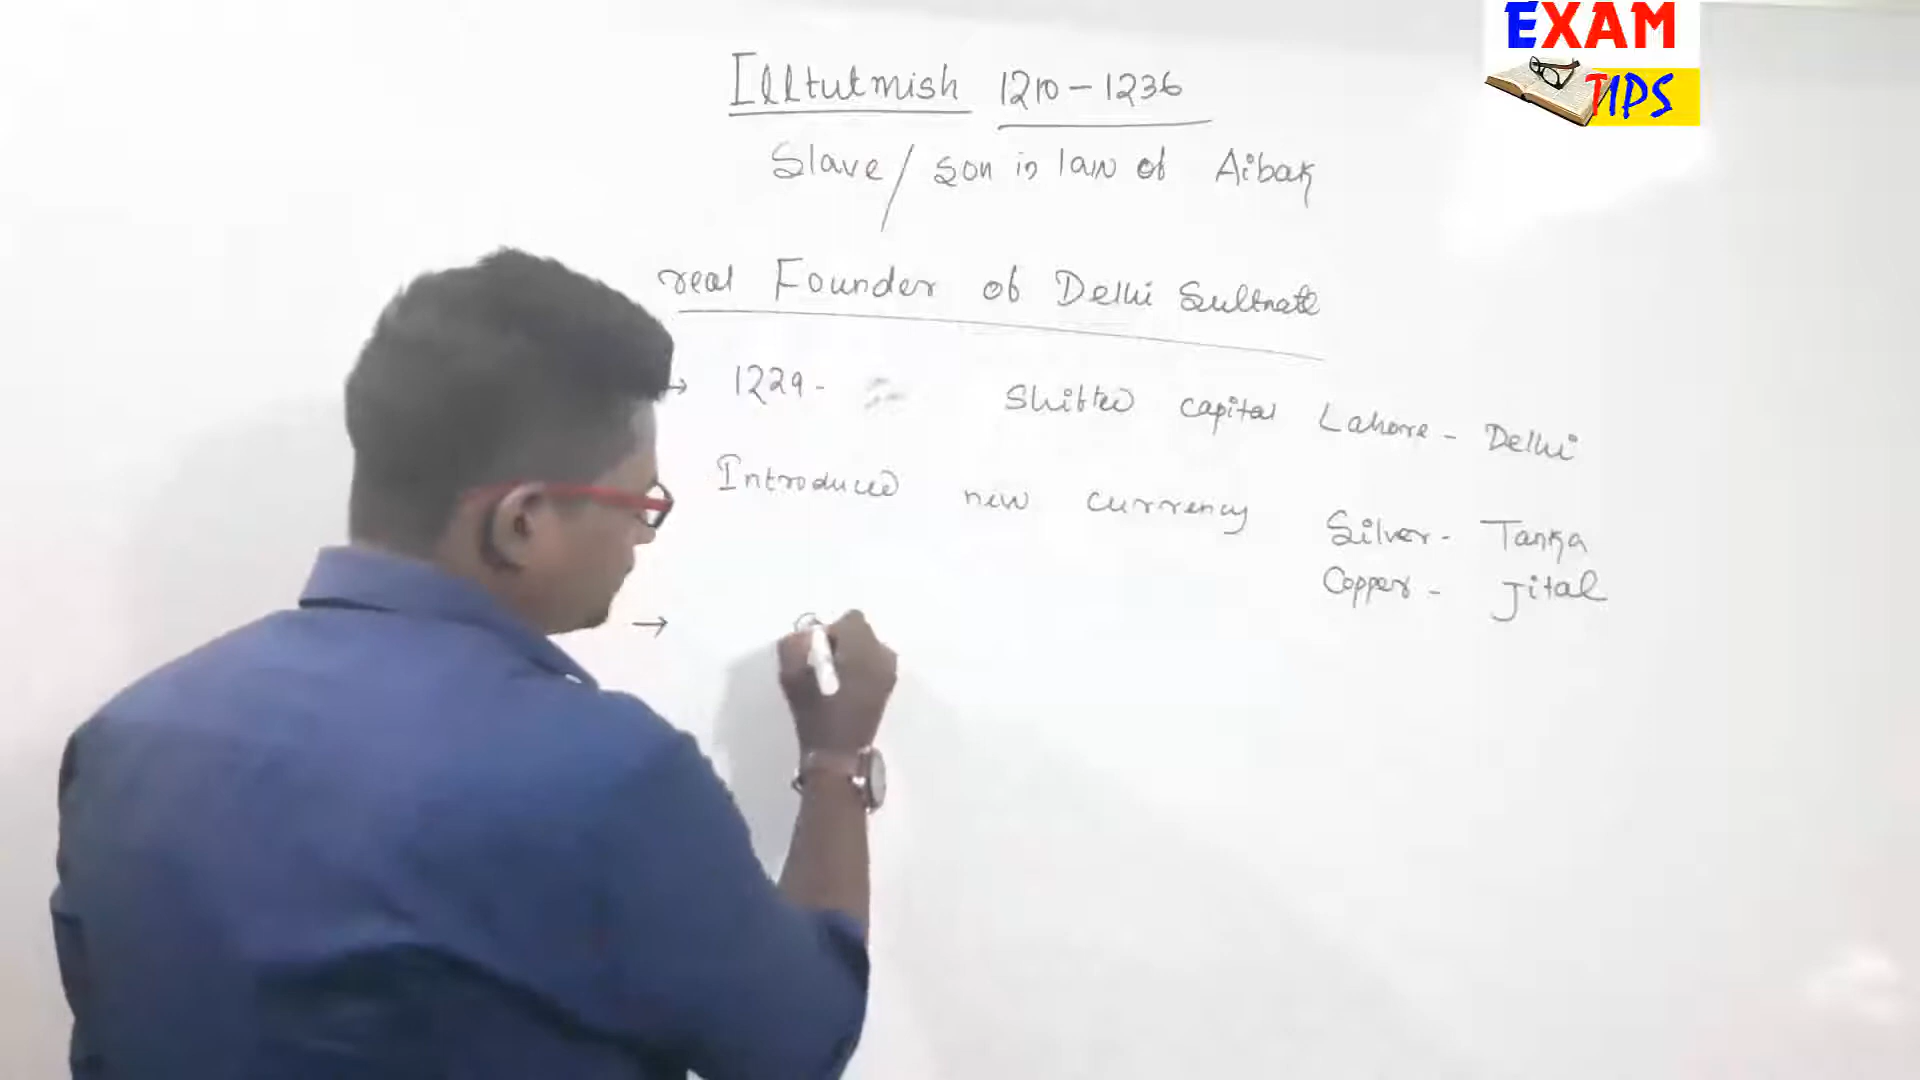 EXAM
TIPS
Illtutmish 1210-1236
Slave/ son in law of Aibak
real Founder of Delhi Sultnate
→ 1229- Shifted capital Lahore - Delhi
Introduced new currency Silver- Tanka
Copper - Jital
→